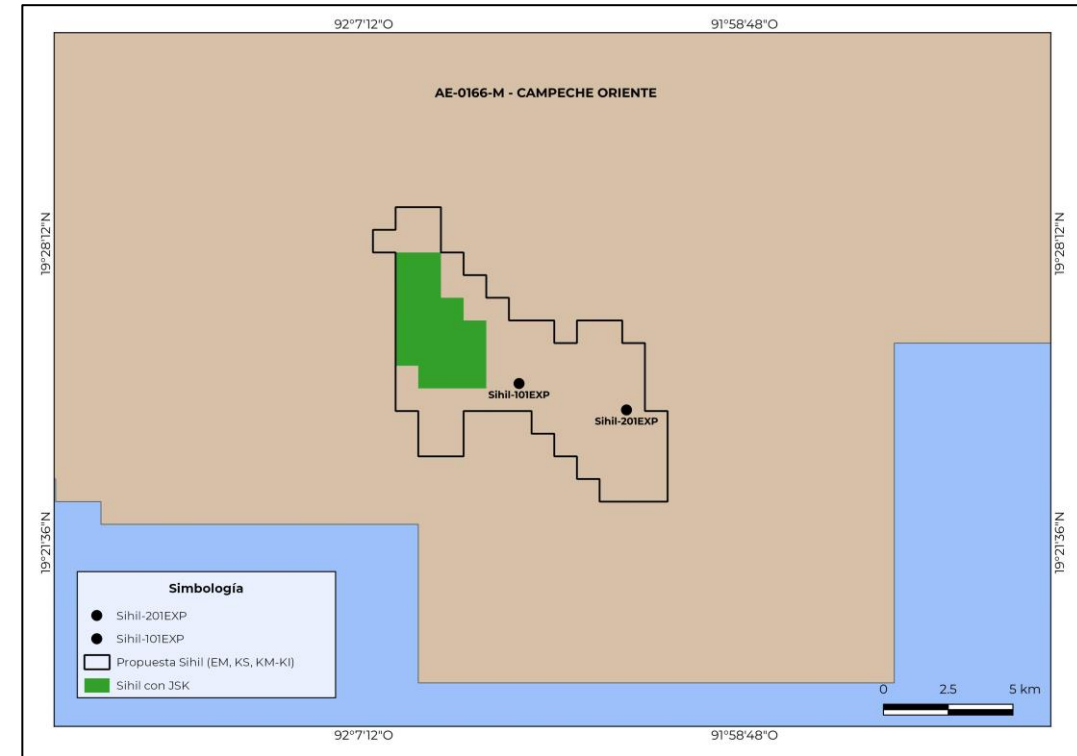 92°7'12"O
91°58'48"O
AE-0166-M - CAMPECHE ORIENTE
19°28'12"N
19°28'12"N
Sihil-101EXP
Sihil-201EXP
19°21'36"N
19°21'36"N
Simbología
Sihil-201EXP
Sihil-101EXP
Propuesta Sihil (EM, KS, KM-KI)
Sihil con JSK
0 2.5 5 km
92°7'12"O
91°58'48"O